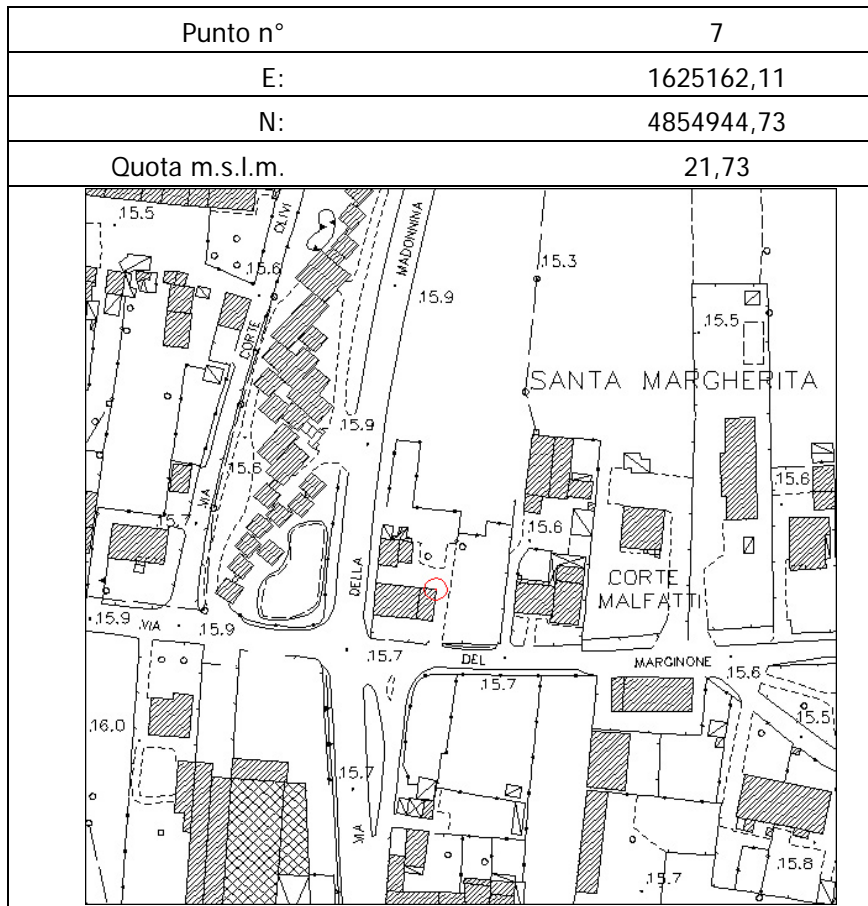 Punto n° 7
E: 1625162,11
N: 4854944,73
Quota m.s.l.m. 21,73
15.5
OLIVI
MADONNINA
15.6
15.3
15.9
15.5
CORTE
SANTA MARGHERITA
15.9
15.6
15.6
VIA
15.7
15.6
DELLA
CORTE
MALFATTI
15.9
VIA
15.9
15.7
DEL
MARGINONE
15.6
15.7
15.5
16.0
15.7
VIA
15.7
15.8